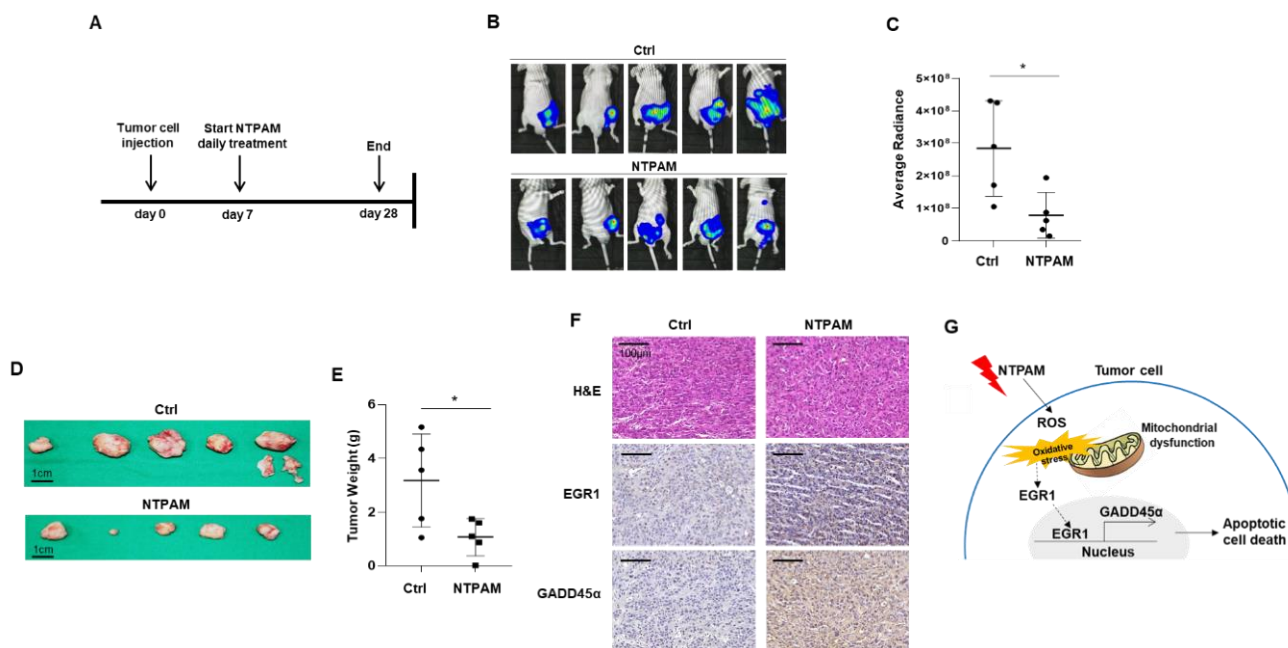 A
Tumor cell
injection
Start NTPAM
daily treatment
End
day 0
day 7
day 28
B
Ctrl
NTPAM
C
*
5×10⁸
4×10⁸
3×10⁸
2×10⁸
1×10⁸
0
Average Radiance
Ctrl
NTPAM
D
Ctrl
1cm
NTPAM
1cm
E
*
6
4
2
0
Tumor Weight (g)
Ctrl
NTPAM
F
Ctrl
NTPAM
100µm
H&E
EGR1
GADD45α
G
NTPAM
Tumor cell
ROS
Mitochondrial
dysfunction
Oxidative
stress
EGR1
GADD45α
EGR1
Nucleus
Apoptotic
cell death